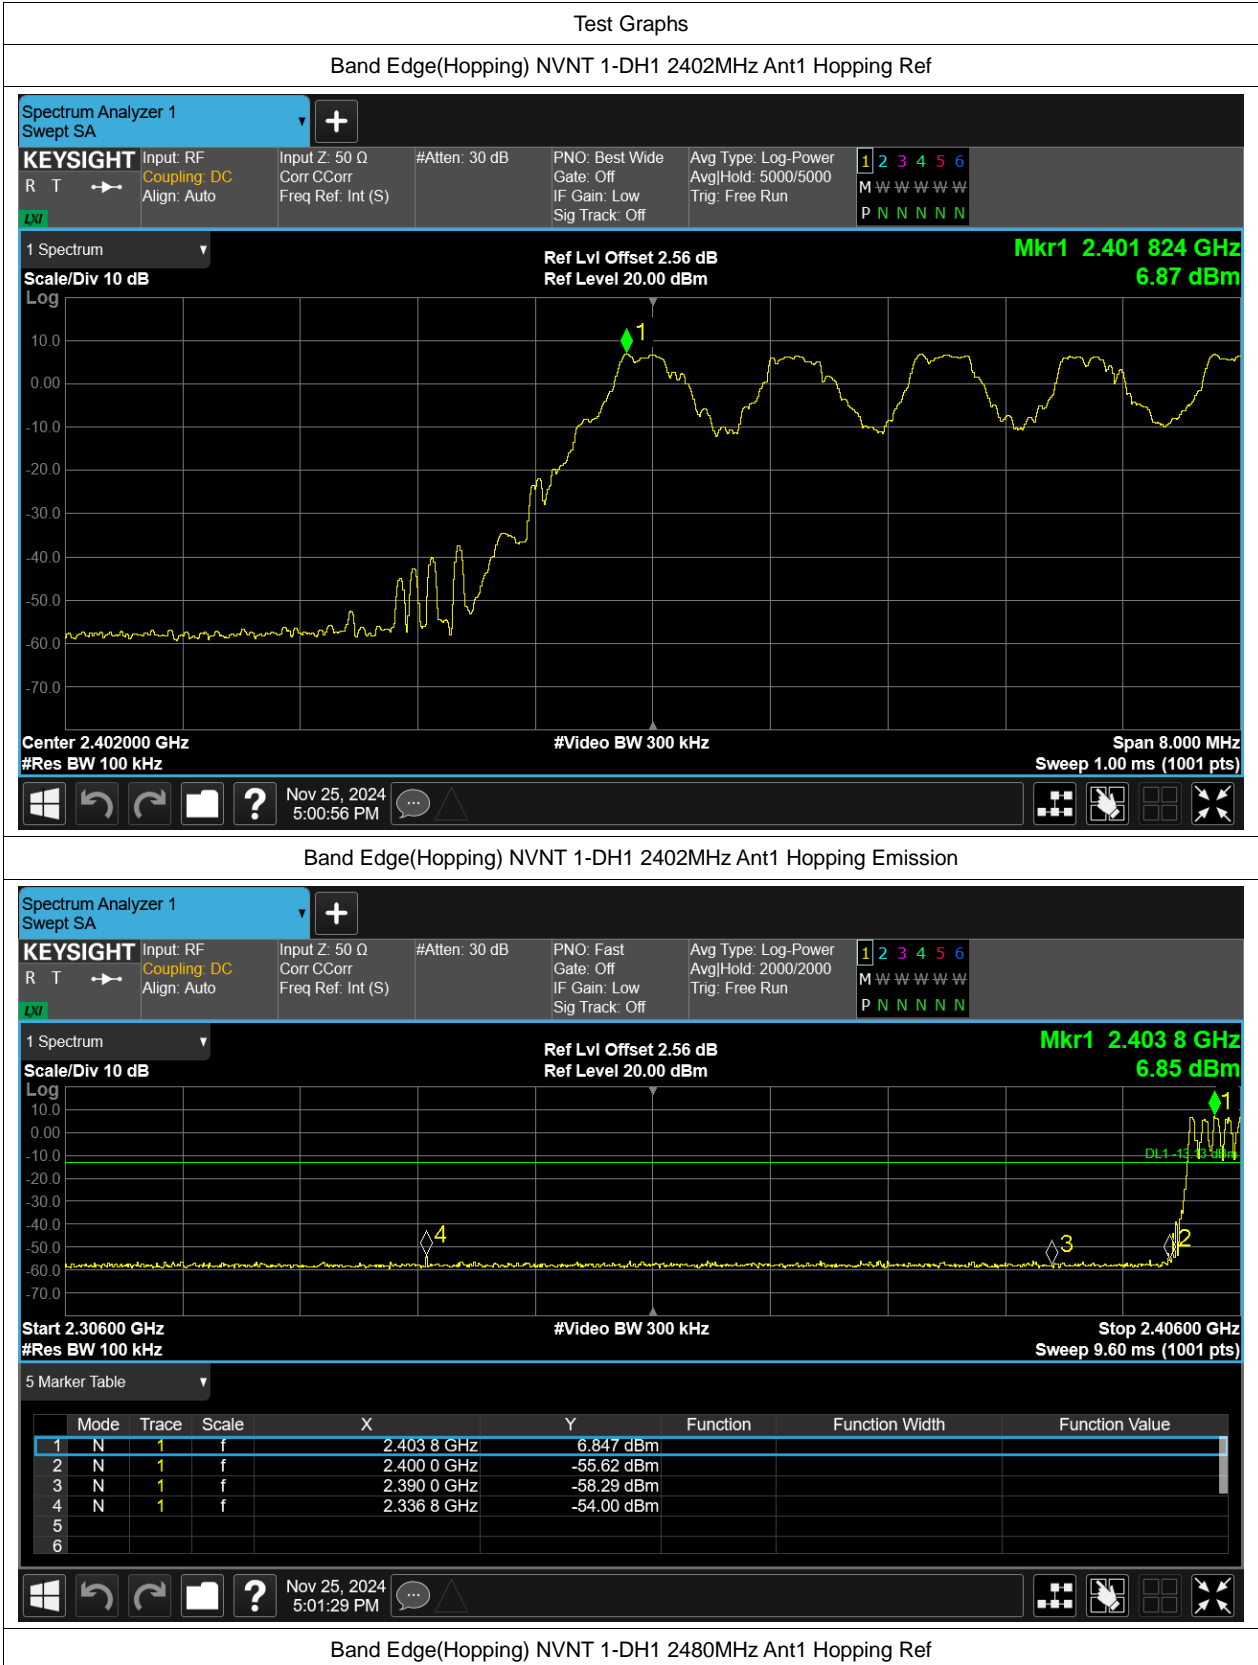 Test Graphs
Band Edge(Hopping) NVNT 1-DH1 2402MHz Ant1 Hopping Ref
Spectrum Analyzer 1
Swept SA
KEYSIGHT Input: RF Input Z: 50 Ω #Atten: 30 dB PNO: Best Wide Avg Type: Log-Power 1 2 3 4 5 6
R T Coupling: DC Corr CCorr Gate: Off Avg|Hold: 5000/5000 M W W W W W
Align: Auto Freq Ref: Int (S) IF Gain: Low Trig: Free Run
LXI Sig Track: Off P N N N N N
1 Spectrum Ref Lvl Offset 2.56 dB Mkr1 2.401 824 GHz
Scale/Div 10 dB Ref Level 20.00 dBm 6.87 dBm
Log
1
10.0
0.00
-10.0
-20.0
-30.0
-40.0
-50.0
-60.0
-70.0
Center 2.402000 GHz #Video BW 300 kHz Span 8.000 MHz
#Res BW 100 kHz Sweep 1.00 ms (1001 pts)
? Nov 25, 2024
5:00:56 PM
Band Edge(Hopping) NVNT 1-DH1 2402MHz Ant1 Hopping Emission
Spectrum Analyzer 1
Swept SA
KEYSIGHT Input: RF Input Z: 50 Ω #Atten: 30 dB PNO: Fast Avg Type: Log-Power 1 2 3 4 5 6
R T Coupling: DC Corr CCorr Gate: Off Avg|Hold: 2000/2000 M W W W W W
Align: Auto Freq Ref: Int (S) IF Gain: Low Trig: Free Run
LXI Sig Track: Off P N N N N N
1 Spectrum Ref Lvl Offset 2.56 dB Mkr1 2.403 8 GHz
Scale/Div 10 dB Ref Level 20.00 dBm 6.85 dBm
Log
10.0 1
0.00
-10.0 DL1 -13.13 dBm
-20.0
-30.0
-40.0 4 3 2
-50.0
-60.0
-70.0
Start 2.30600 GHz #Video BW 300 kHz Stop 2.40600 GHz
#Res BW 100 kHz Sweep 9.60 ms (1001 pts)
5 Marker Table
Mode Trace Scale X Y Function Function Width Function Value
1 N 1 f 2.403 8 GHz 6.847 dBm
2 N 1 f 2.400 0 GHz -55.62 dBm
3 N 1 f 2.390 0 GHz -58.29 dBm
4 N 1 f 2.336 8 GHz -54.00 dBm
5
6
? Nov 25, 2024
5:01:29 PM
Band Edge(Hopping) NVNT 1-DH1 2480MHz Ant1 Hopping Ref